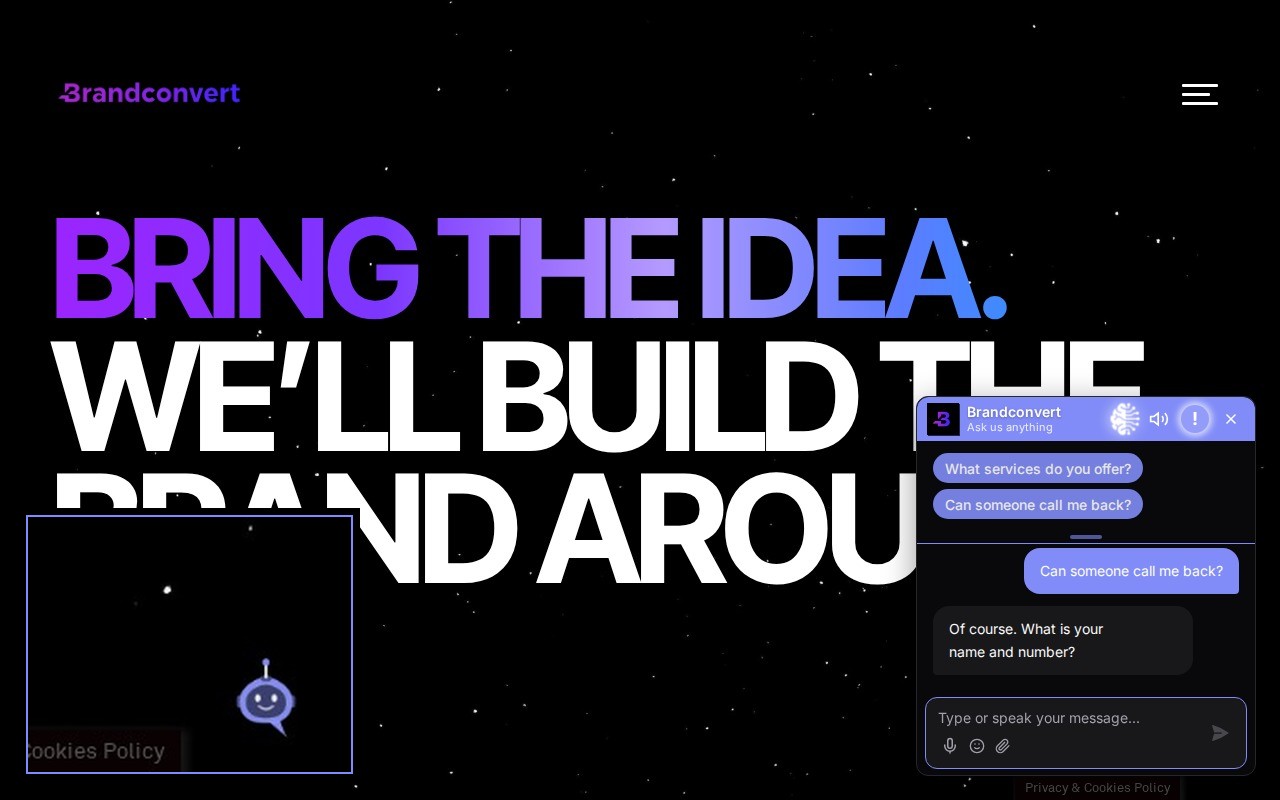 Brandconvert
BRING THE IDEA.
WE'LL BUILD THE
ND AROU
Brandconvert
Ask us anything
What services do you offer?
Can someone call me back?
Can someone call me back?
Of course. What is your
name and number?
Type or speak your message...
Privacy & Cookies Policy
Cookies Policy